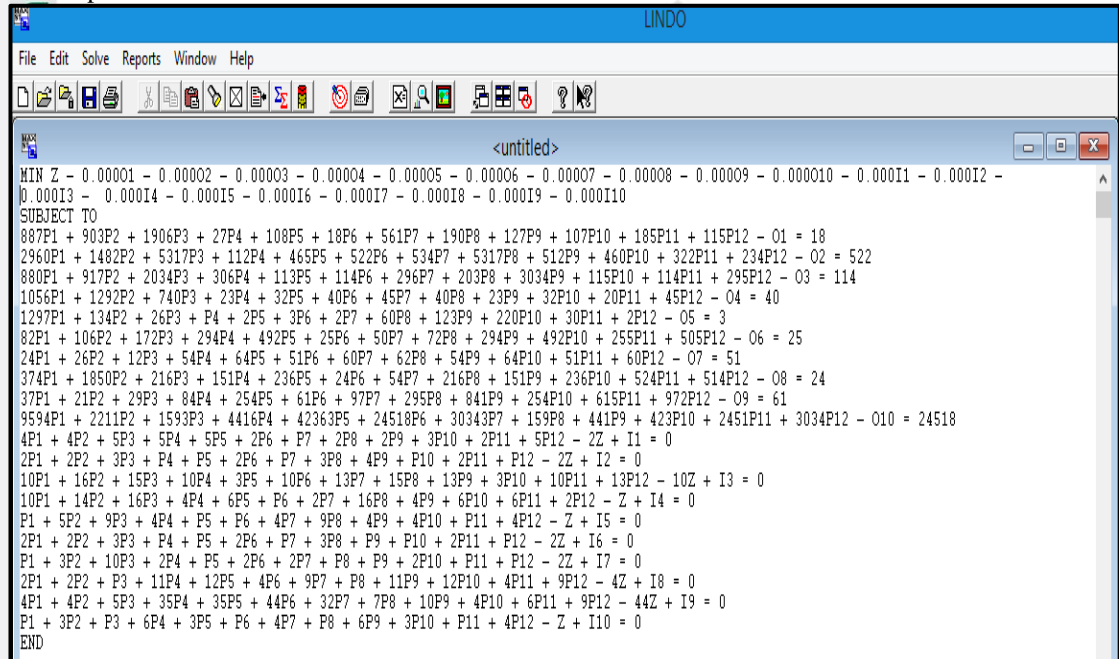 LINDO
File Edit Solve Reports Window Help
<untitled>
MIN Z - 0.000O1 - 0.000O2 - 0.000O3 - 0.000O4 - 0.000O5 - 0.000O6 - 0.000O7 - 0.000O8 - 0.000O9 - 0.000O10 - 0.000I1 - 0.000I2 -
0.000I3 - 0.000I4 - 0.000I5 - 0.000I6 - 0.000I7 - 0.000I8 - 0.000I9 - 0.000I10
SUBJECT TO
887P1 + 903P2 + 1906P3 + 27P4 + 108P5 + 18P6 + 561P7 + 190P8 + 127P9 + 107P10 + 185P11 + 115P12 - O1 = 18
2960P1 + 1482P2 + 5317P3 + 112P4 + 465P5 + 522P6 + 534P7 + 5317P8 + 512P9 + 460P10 + 322P11 + 234P12 - O2 = 522
880P1 + 917P2 + 2034P3 + 306P4 + 113P5 + 114P6 + 296P7 + 203P8 + 3034P9 + 115P10 + 114P11 + 295P12 - O3 = 114
1056P1 + 1292P2 + 740P3 + 23P4 + 32P5 + 40P6 + 45P7 + 40P8 + 23P9 + 32P10 + 20P11 + 45P12 - O4 = 40
1297P1 + 134P2 + 26P3 + P4 + 2P5 + 3P6 + 2P7 + 60P8 + 123P9 + 220P10 + 30P11 + 2P12 - O5 = 3
82P1 + 106P2 + 172P3 + 294P4 + 492P5 + 25P6 + 50P7 + 72P8 + 294P9 + 492P10 + 255P11 + 505P12 - O6 = 25
24P1 + 26P2 + 12P3 + 54P4 + 64P5 + 51P6 + 60P7 + 62P8 + 54P9 + 64P10 + 51P11 + 60P12 - O7 = 51
374P1 + 1850P2 + 216P3 + 151P4 + 236P5 + 24P6 + 54P7 + 216P8 + 151P9 + 236P10 + 524P11 + 514P12 - O8 = 24
37P1 + 21P2 + 29P3 + 84P4 + 254P5 + 61P6 + 97P7 + 295P8 + 841P9 + 254P10 + 615P11 + 972P12 - O9 = 61
9594P1 + 2211P2 + 1593P3 + 4416P4 + 42363P5 + 24518P6 + 30343P7 + 159P8 + 441P9 + 423P10 + 2451P11 + 3034P12 - O10 = 24518
4P1 + 4P2 + 5P3 + 5P4 + 5P5 + 2P6 + P7 + 2P8 + 2P9 + 3P10 + 2P11 + 5P12 - 2Z + I1 = 0
2P1 + 2P2 + 3P3 + P4 + P5 + 2P6 + P7 + 3P8 + 4P9 + P10 + 2P11 + P12 - 2Z + I2 = 0
10P1 + 16P2 + 15P3 + 10P4 + 3P5 + 10P6 + 13P7 + 15P8 + 13P9 + 3P10 + 10P11 + 13P12 - 10Z + I3 = 0
10P1 + 14P2 + 16P3 + 4P4 + 6P5 + P6 + 2P7 + 16P8 + 4P9 + 6P10 + 6P11 + 2P12 - Z + I4 = 0
P1 + 5P2 + 9P3 + 4P4 + P5 + P6 + 4P7 + 9P8 + 4P9 + 4P10 + P11 + 4P12 - Z + I5 = 0
2P1 + 2P2 + 3P3 + P4 + P5 + 2P6 + P7 + 3P8 + P9 + P10 + 2P11 + P12 - 2Z + I6 = 0
P1 + 3P2 + 10P3 + 2P4 + P5 + 2P6 + 2P7 + P8 + P9 + 2P10 + P11 + P12 - 2Z + I7 = 0
2P1 + 2P2 + P3 + 11P4 + 12P5 + 4P6 + 9P7 + P8 + 11P9 + 12P10 + 4P11 + 9P12 - 4Z + I8 = 0
4P1 + 4P2 + 5P3 + 35P4 + 35P5 + 44P6 + 32P7 + 7P8 + 10P9 + 4P10 + 6P11 + 9P12 - 44Z + I9 = 0
P1 + 3P2 + P3 + 6P4 + 3P5 + P6 + 4P7 + P8 + 6P9 + 3P10 + P11 + 4P12 - Z + I10 = 0
END